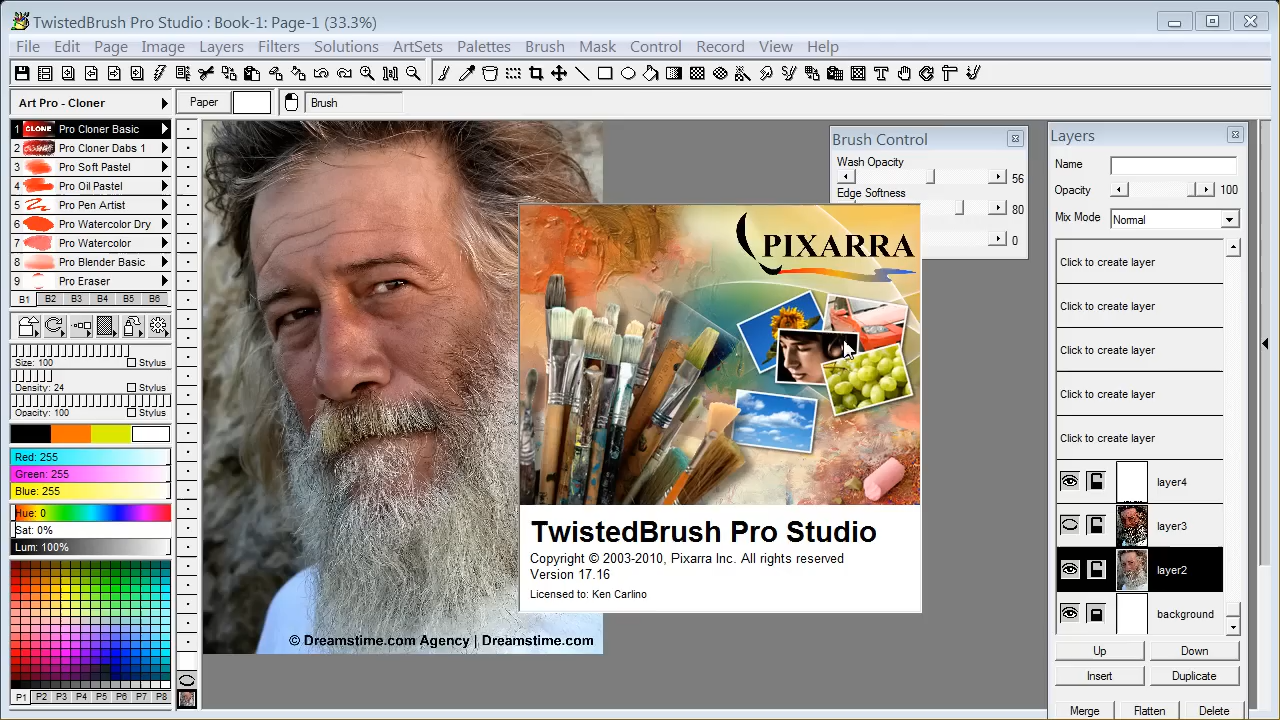 TwistedBrush Pro Studio : Book-1: Page-1 (33.3%)
File Edit Page Image Layers Filters Solutions ArtSets Palettes Brush Mask Control Record View Help
Art Pro - Cloner
Paper
Brush
1 CLONE Pro Cloner Basic
2 Pro Cloner Dabs 1
3 Pro Soft Pastel
4 Pro Oil Pastel
5 Pro Pen Artist
6 Pro Watercolor Dry
7 Pro Watercolor
8 Pro Blender Basic
9 Pro Eraser
B1 B2 B3 B4 B5 B6
Size: 100 Stylus
Density: 24 Stylus
Opacity: 100 Stylus
Red: 255
Green: 255
Blue: 255
Hue: 0
Sat: 0%
Lum: 100%
P1 P2 P3 P4 P5 P6 P7 P8
© Dreamstime.com Agency | Dreamstime.com
Brush Control
Wash Opacity
56
Edge Softness
80
0
PIXARRA
TwistedBrush Pro Studio
Copyright © 2003-2010, Pixarra Inc. All rights reserved
Version 17.16
Licensed to: Ken Carlino
Layers
Name
Opacity 100
Mix Mode Normal
Click to create layer
Click to create layer
Click to create layer
Click to create layer
Click to create layer
layer4
layer3
layer2
background
Up Down
Insert Duplicate
Merge Flatten Delete